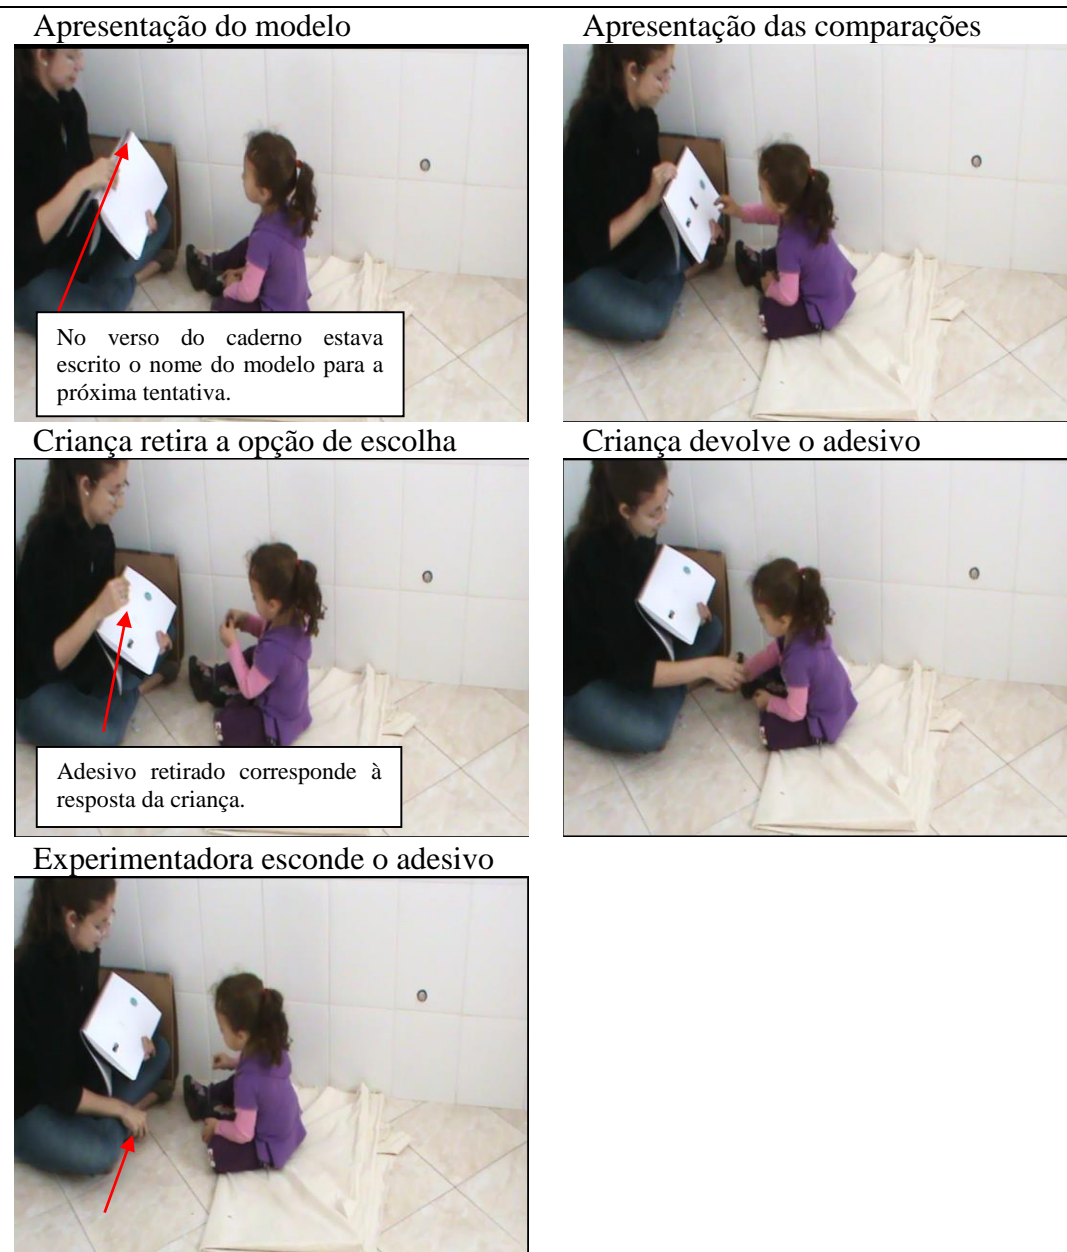 Apresentação do modelo
Apresentação das comparações
No verso do caderno estava
escrito o nome do modelo para a
próxima tentativa.
Criança retira a opção de escolha
Criança devolve o adesivo
Adesivo retirado corresponde à
resposta da criança.
Experimentadora esconde o adesivo